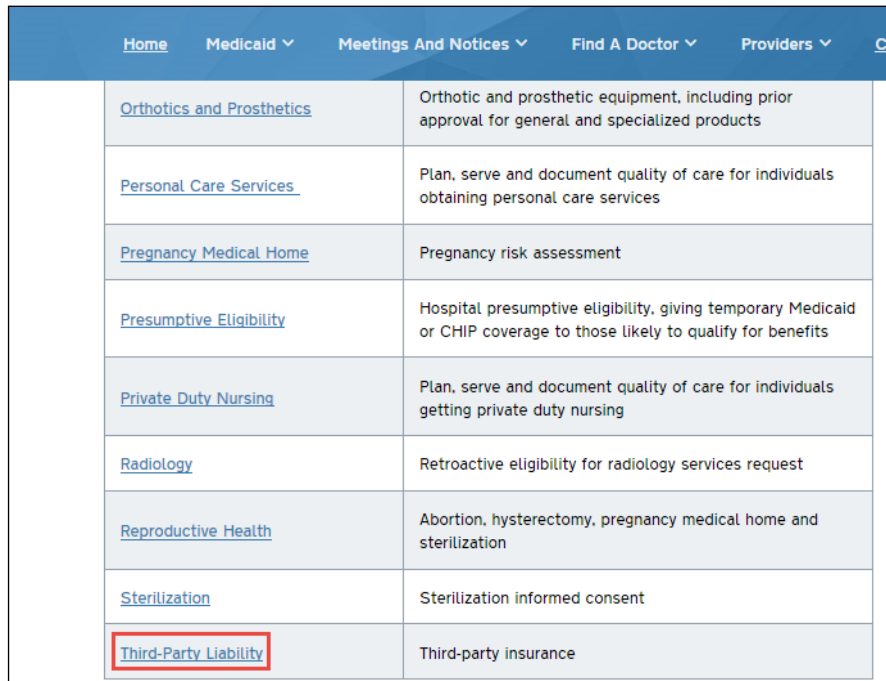 Home Medicaid Meetings And Notices Find A Doctor Providers C
Orthotics and Prosthetics
Orthotic and prosthetic equipment, including prior
approval for general and specialized products
Personal Care Services
Plan, serve and document quality of care for individuals
obtaining personal care services
Pregnancy Medical Home
Pregnancy risk assessment
Presumptive Eligibility
Hospital presumptive eligibility, giving temporary Medicaid
or CHIP coverage to those likely to qualify for benefits
Private Duty Nursing
Plan, serve and document quality of care for individuals
getting private duty nursing
Radiology
Retroactive eligibility for radiology services request
Reproductive Health
Abortion, hysterectomy, pregnancy medical home and
sterilization
Sterilization
Sterilization informed consent
Third-Party Liability
Third-party insurance